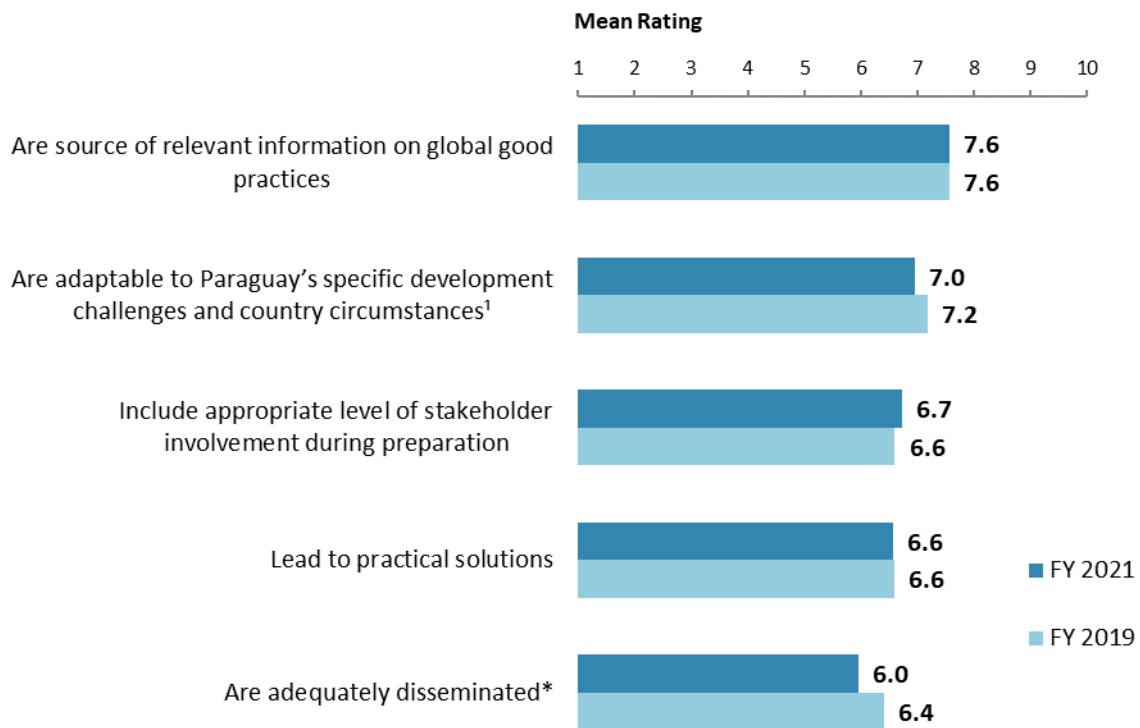 Mean Rating
1 2 3 4 5 6 7 8 9 10
Are source of relevant information on global good
practices
7.6
7.6
Are adaptable to Paraguay’s specific development
challenges and country circumstances¹
7.0
7.2
Include appropriate level of stakeholder
involvement during preparation
6.7
6.6
Lead to practical solutions
6.6
6.6
Are adequately disseminated*
6.0
6.4
FY 2021
FY 2019